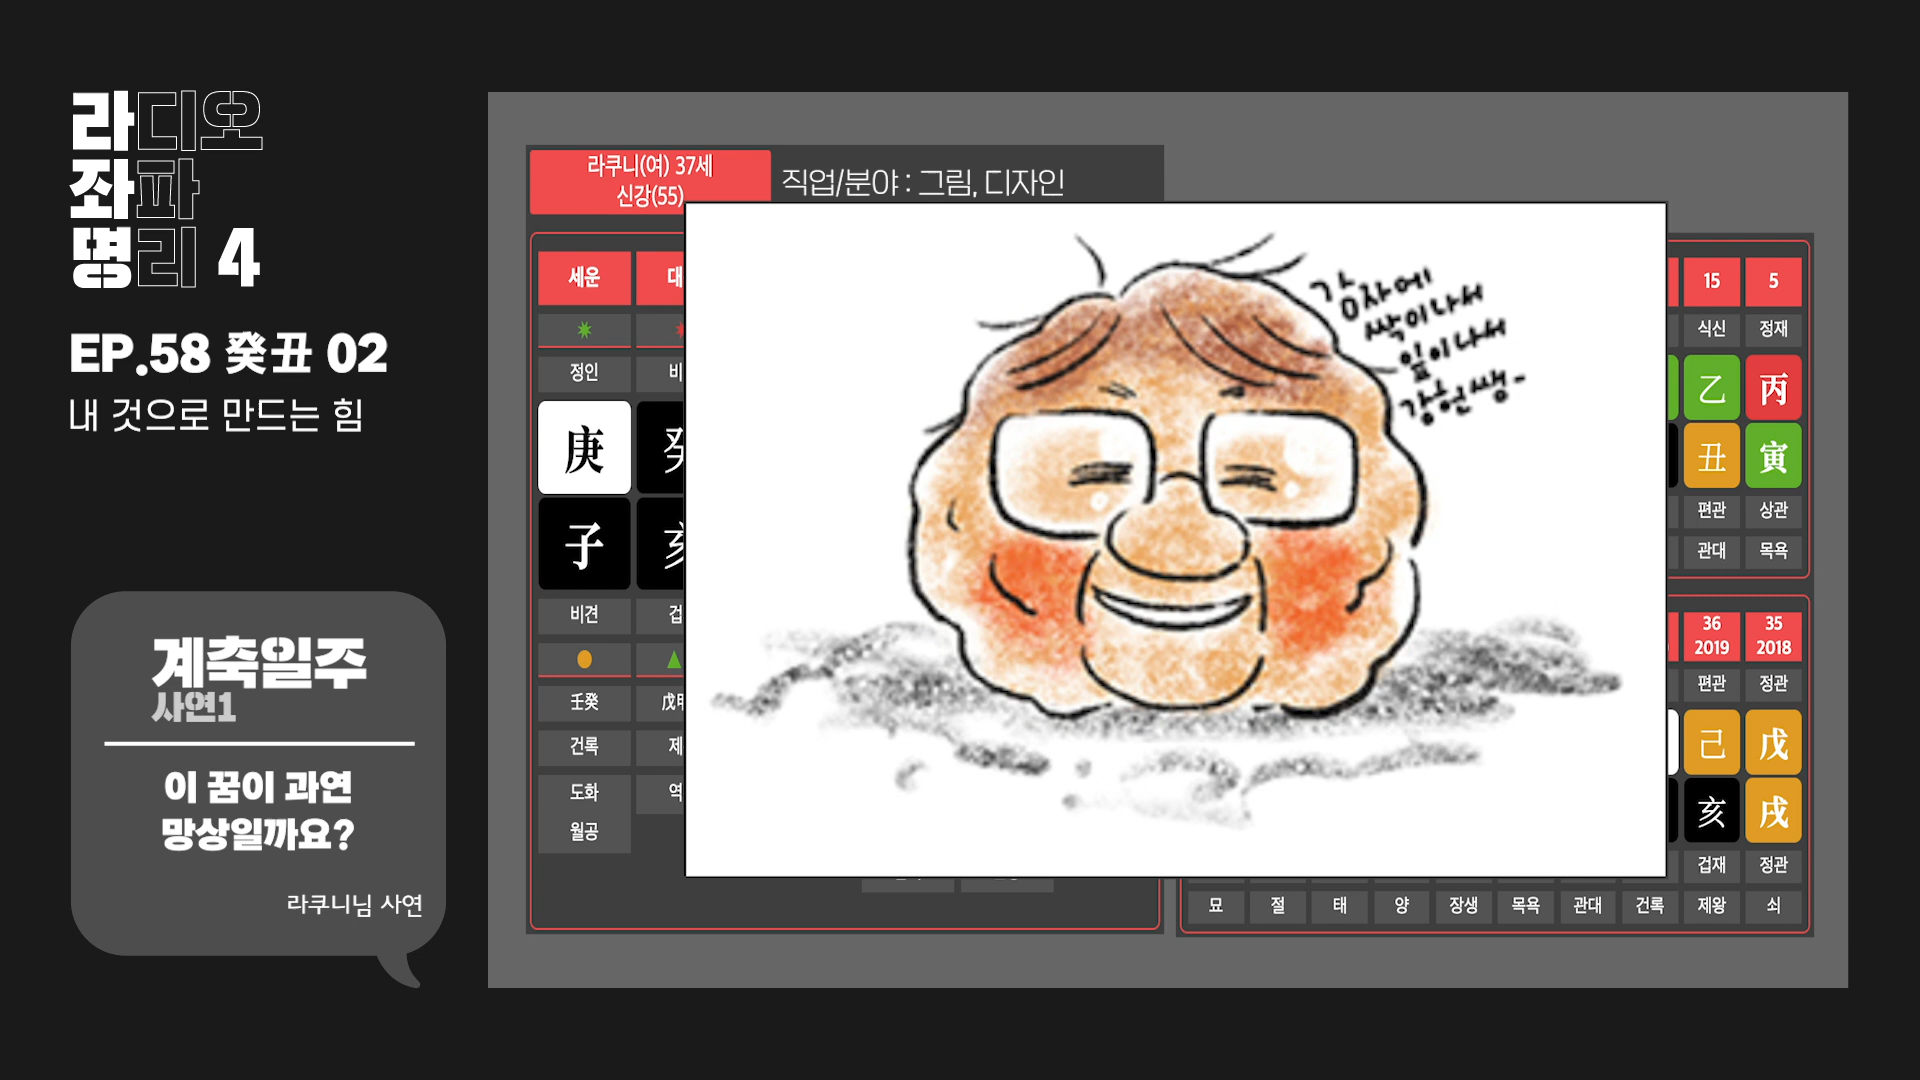 라디오
좌파
명리 4
EP.58 癸丑 02
내 것으로 만드는 힘
계축일주
사연1
이 꿈이 과연
망상일까요?
라쿠니님 사연
라쿠니(여) 37세
신강(55)
직업/분야 : 그림, 디자인
세운
정인
庚
子
비견
壬癸
건록
도화
월공
감자에
싹이나서
잎이나서
15 5
식신 정재
乙 丙
丑 寅
편관 상관
관대 목욕
36 35
2019 2018
편관 정관
己 戊
亥 戌
겁재 정관
묘 절 태 양 장생 목욕 관대 건록 제왕 쇠